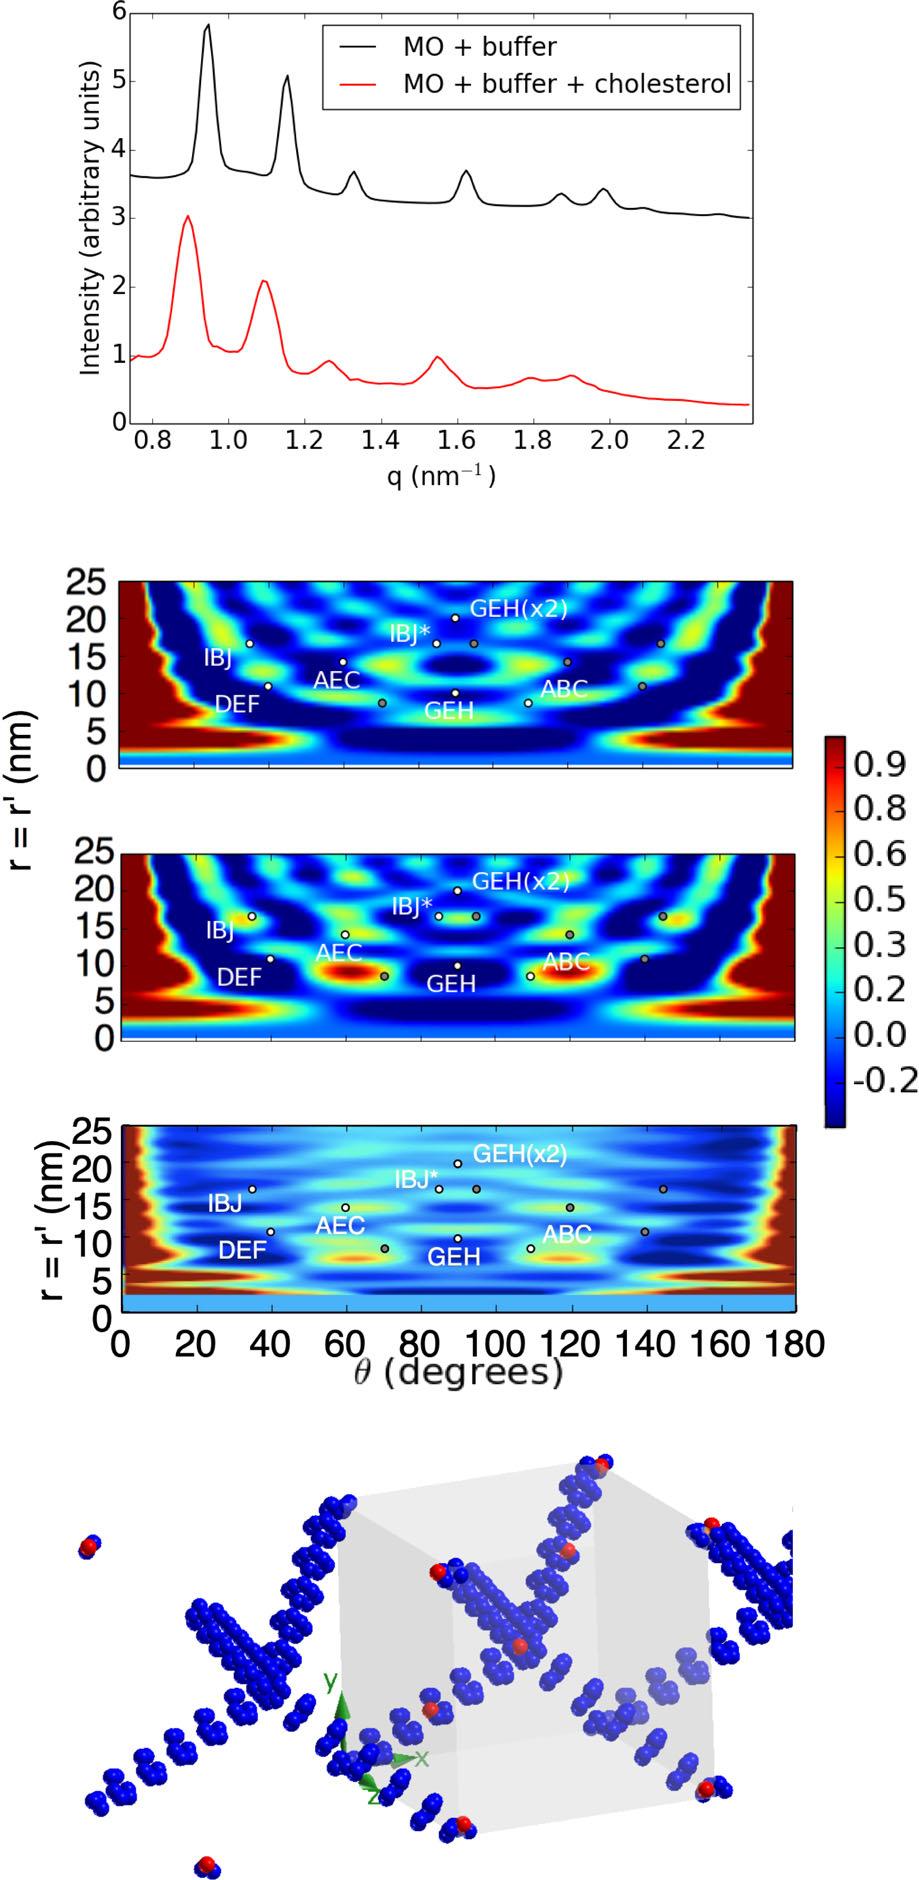 6
5
4
3
2
1
0
Intensity (arbitrary units)
MO + buffer
MO + buffer + cholesterol
0.8 1.0 1.2 1.4 1.6 1.8 2.0 2.2
q (nm⁻¹)
25
20
15
10
5
0
GEH(x2)
IBJ*
IBJ
AEC
ABC
DEF
GEH
r = r' (nm)
25
20
15
10
5
0
GEH(x2)
IBJ*
IBJ
AEC
ABC
DEF
GEH
0.9
0.8
0.6
0.4
0.3
0.2
0.0
-0.2
r = r' (nm)
25
20
15
10
5
0
GEH(x2)
IBJ*
IBJ
AEC
ABC
DEF
GEH
0 20 40 60 80 100 120 140 160 180
θ (degrees)
y
x
z